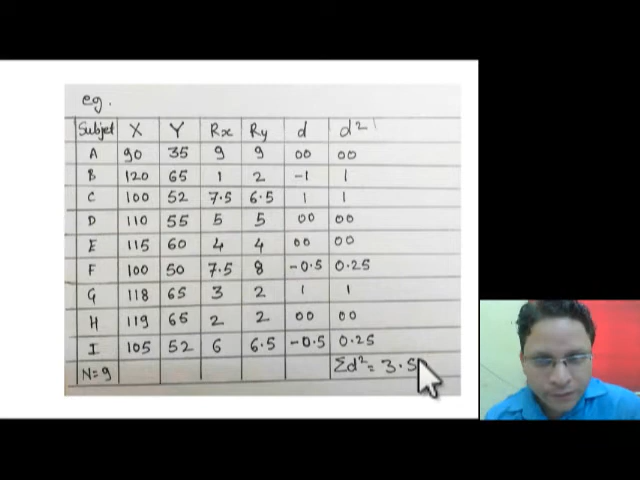 eg.
Subjet X Y Rx Ry d d²
A 90 35 9 9 00 00
B 120 65 1 2 -1 1
C 100 52 7.5 6.5 1 1
D 110 55 5 5 00 00
E 115 60 4 4 00 00
F 100 50 7.5 8 -0.5 0.25
G 118 65 3 2 1 1
H 119 65 2 2 00 00
I 105 52 6 6.5 -0.5 0.25
N=9 Σd²= 3.5